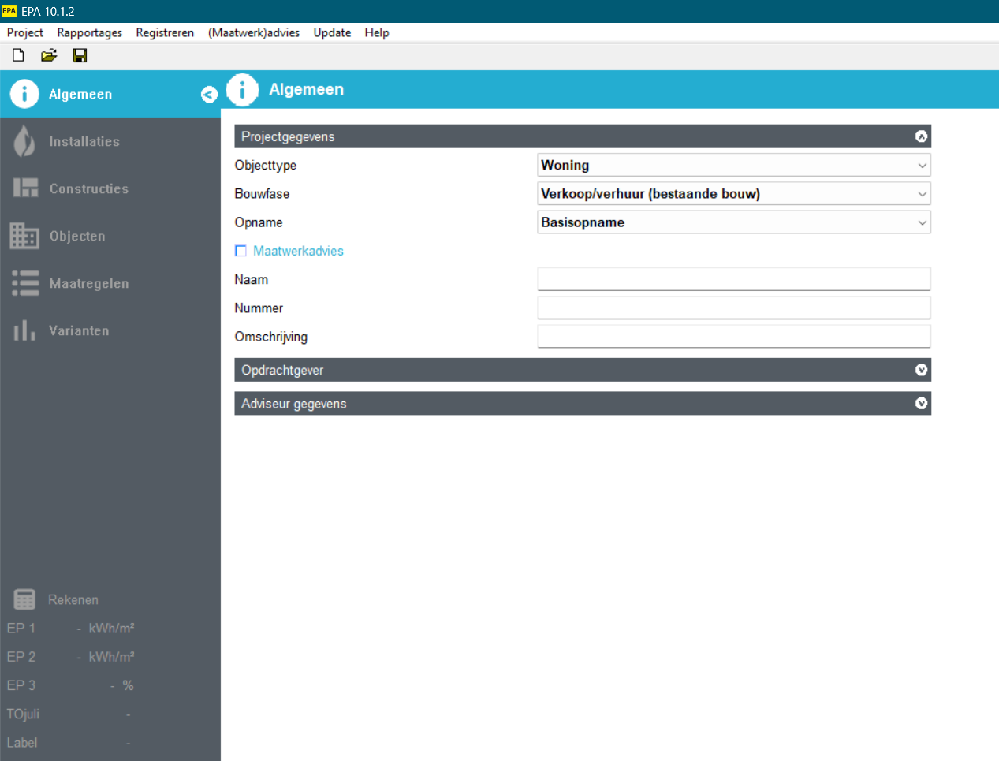 EPA EPA 10.1.2
Project Rapportages Registreren (Maatwerk)advies Update Help
Algemeen
Installaties
Constructies
Objecten
Maatregelen
Varianten
Rekenen
EP 1 - kWh/m²
EP 2 - kWh/m²
EP 3 - %
TOjuli -
Label -
Algemeen
Projectgegevens
Objecttype Woning
Bouwfase Verkoop/verhuur (bestaande bouw)
Opname Basisopname
Maatwerkadvies
Naam
Nummer
Omschrijving
Opdrachtgever
Adviseur gegevens